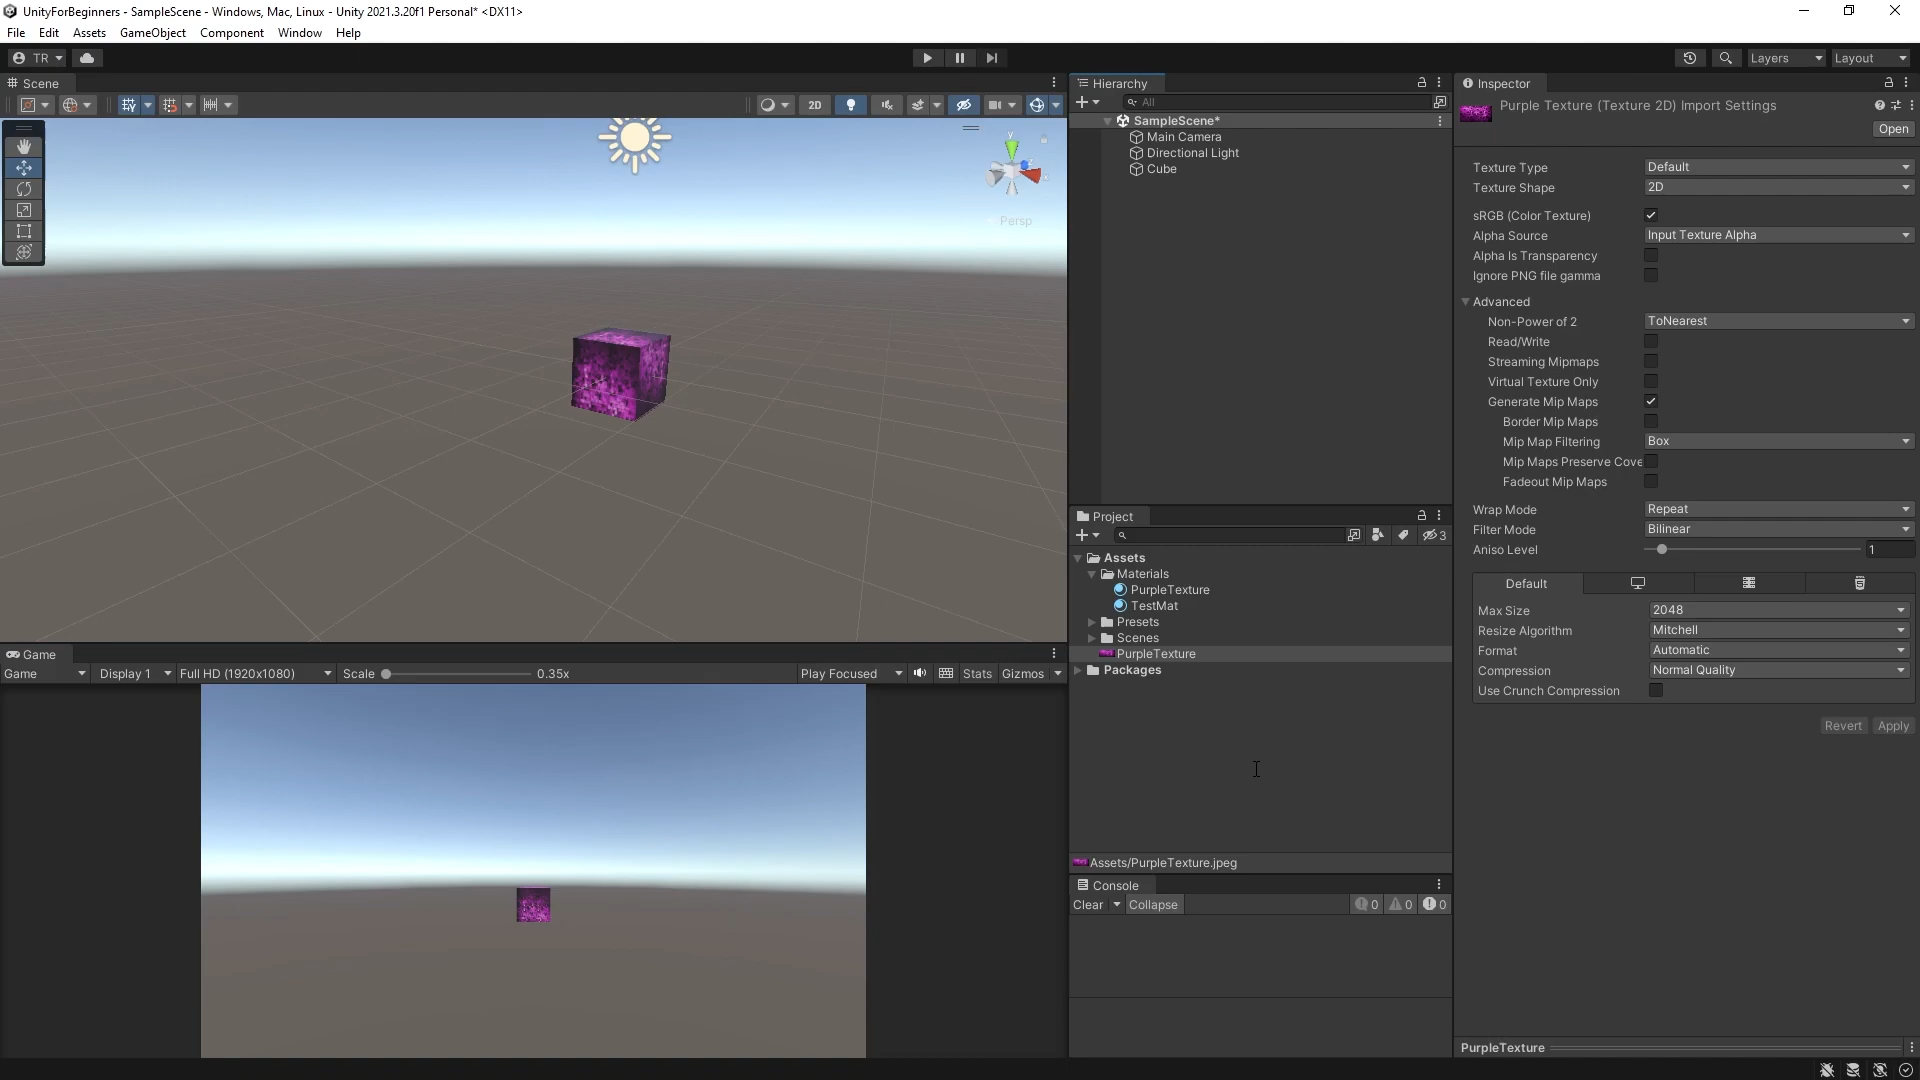 UnityForBeginners - SampleScene - Windows, Mac, Linux - Unity 2021.3.20f1 Personal* <DX11>
File Edit Assets GameObject Component Window Help
TR
Layers
Layout
Scene
2D
Persp
Game
Game
Display 1
Full HD (1920x1080)
Scale
0.35x
Play Focused
Stats
Gizmos
Hierarchy
All
SampleScene*
Main Camera
Directional Light
Cube
Project
3
Assets
Materials
PurpleTexture
TestMat
Presets
Scenes
PurpleTexture
Packages
Assets/PurpleTexture.jpeg
Console
Clear
Collapse
0
0
0
Inspector
Purple Texture (Texture 2D) Import Settings
Open
Texture Type Default
Texture Shape 2D
sRGB (Color Texture)
Alpha Source Input Texture Alpha
Alpha Is Transparency
Ignore PNG file gamma
Advanced
Non-Power of 2 ToNearest
Read/Write
Streaming Mipmaps
Virtual Texture Only
Generate Mip Maps
Border Mip Maps
Mip Map Filtering Box
Mip Maps Preserve Cove
Fadeout Mip Maps
Wrap Mode Repeat
Filter Mode Bilinear
Aniso Level 1
Default
Max Size 2048
Resize Algorithm Mitchell
Format Automatic
Compression Normal Quality
Use Crunch Compression
Revert Apply
PurpleTexture